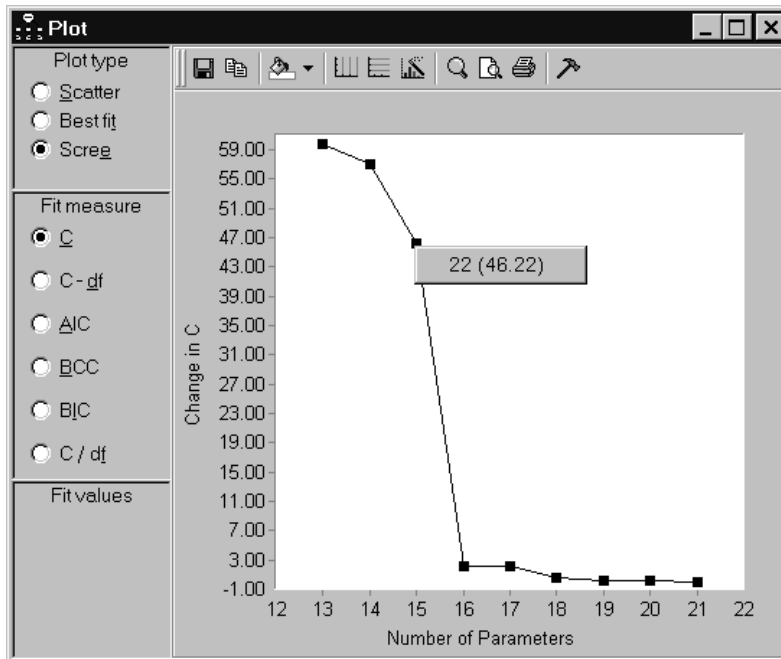 Plot
Plot type
Scatter
Best fit
Scree
Fit measure
C
C - df
AIC
BCC
BIC
C / df
Fit values
59.00
55.00
51.00
47.00
43.00
39.00
35.00
31.00
27.00
23.00
19.00
15.00
11.00
7.00
3.00
-1.00
Change in C
22 (46.22)
12 13 14 15 16 17 18 19 20 21 22
Number of Parameters